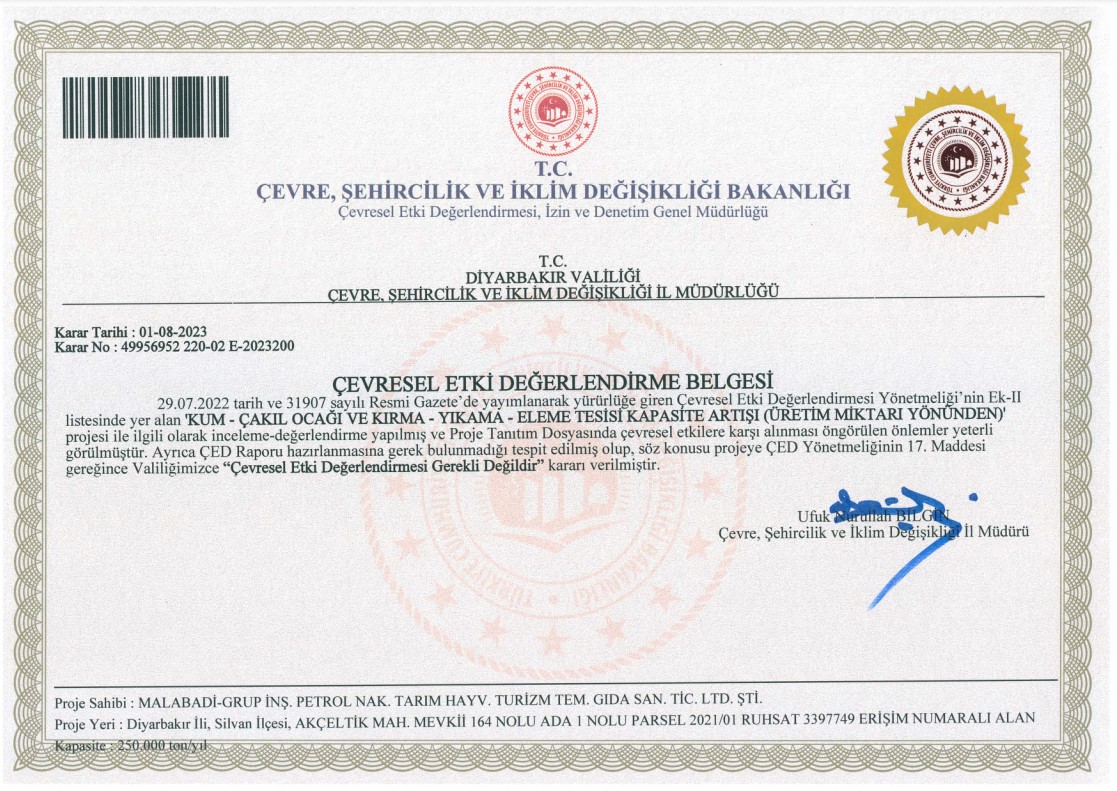 T.C.
ÇEVRE, ŞEHİRCİLİK VE İKLİM DEĞİŞİKLİĞİ BAKANLIĞI
Çevresel Etki Değerlendirmesi, İzin ve Denetim Genel Müdürlüğü
T.C.
DİYARBAKIR VALİLİĞİ
ÇEVRE, ŞEHİRCİLİK VE İKLİM DEĞİŞİKLİĞİ İL MÜDÜRLÜĞÜ
Karar Tarihi : 01-08-2023
Karar No : 49956952 220-02 E-2023200
ÇEVRESEL ETKİ DEĞERLENDİRME BELGESİ
29.07.2022 tarih ve 31907 sayılı Resmi Gazete’de yayımlanarak yürürlüğe giren Çevresel Etki Değerlendirmesi Yönetmeliği’nin Ek-II
listesinde yer alan 'KUM - ÇAKIL OCAĞI VE KIRMA - YIKAMA - ELEME TESİSİ KAPASİTE ARTIŞI (ÜRETİM MİKTARI YÖNÜNDEN)'
projesi ile ilgili olarak inceleme-değerlendirme yapılmış ve Proje Tanıtım Dosyasında çevresel etkilere karşı alınması öngörülen önlemler yeterli
görülmüştür. Ayrıca ÇED Raporu hazırlanmasına gerek bulunmadığı tespit edilmiş olup, söz konusu projeye ÇED Yönetmeliğinin 17. Maddesi
gereğince Valiliğimizce “Çevresel Etki Değerlendirmesi Gerekli Değildir” kararı verilmiştir.
Ufuk Nurullah BİLGİN
Çevre, Şehircilik ve İklim Değişikliği İl Müdürü
Proje Sahibi : MALABADİ-GRUP İNŞ. PETROL NAK. TARIM HAYV. TURİZM TEM. GIDA SAN. TİC. LTD. ŞTİ.
Proje Yeri : Diyarbakır İli, Silvan İlçesi, AKÇELTİK MAH. MEVKİİ 164 NOLU ADA 1 NOLU PARSEL 2021/01 RUHSAT 3397749 ERİŞİM NUMARALI ALAN
Kapasite : 250.000 ton/yıl